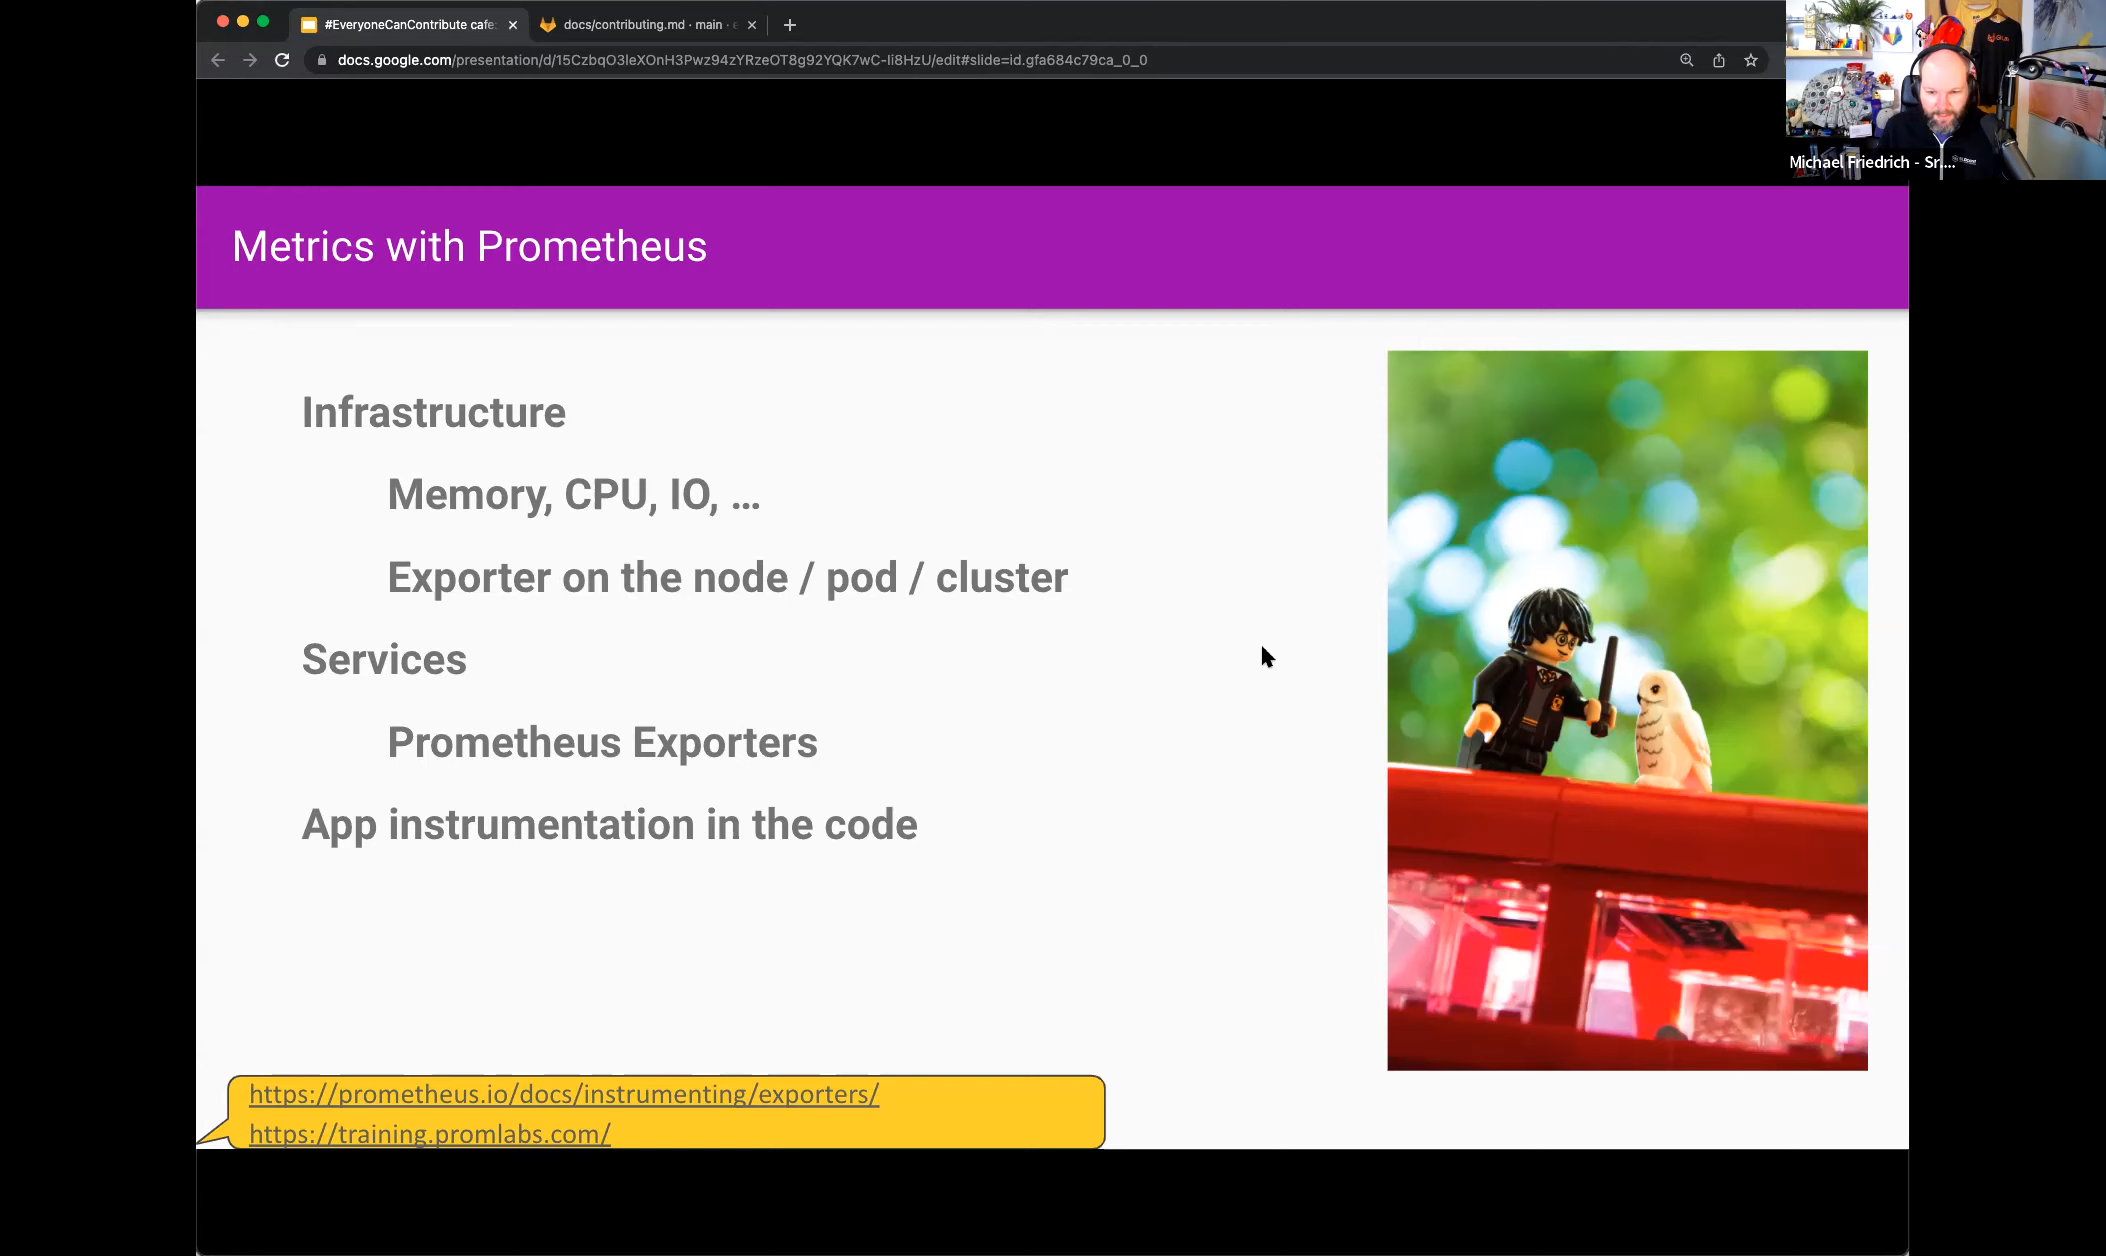 #EveryoneCanContribute cafe:
docs/contributing.md · main ·
docs.google.com/presentation/d/15CzbqO3leXOnH3Pwz94zYRzeOT8g92YQK7wC-Ii8HzU/edit#slide=id.gfa684c79ca_0_0
Michael Friedrich - Sr....
Metrics with Prometheus
Infrastructure
Memory, CPU, IO, ...
Exporter on the node / pod / cluster
Services
Prometheus Exporters
App instrumentation in the code
https://prometheus.io/docs/instrumenting/exporters/
https://training.promlabs.com/